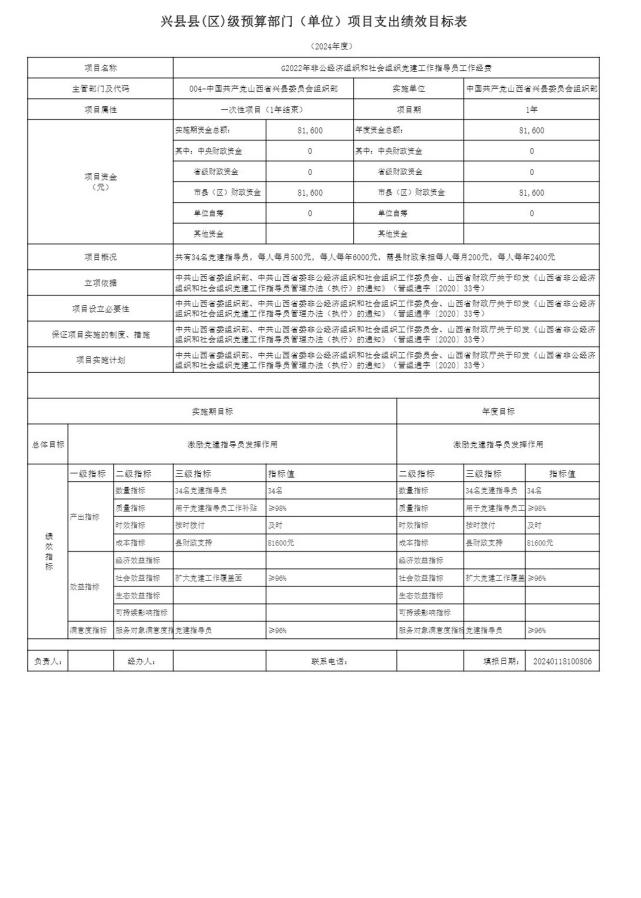 兴县县(区)级预算部门（单位）项目支出绩效目标表
（2024年度）
项目名称 G2022年非公经济组织和社会组织党建工作指导员工作经费
主管部门及代码 004-中国共产党山西省兴县委员会组织部 实施单位 中国共产党山西省兴县委员会组织部
项目属性 一次性项目（1年结束） 项目期 1年
项目资金
（元）
实施期资金总额： 81,600 年度资金总额： 81,600
其中：中央财政资金 0 其中：中央财政资金 0
省级财政资金 0 省级财政资金 0
市县（区）财政资金 81,600 市县（区）财政资金 81,600
单位自筹 0 单位自筹 0
其他资金 其他资金
项目概况 共有34名党建指导员，每人每月500元，每人每年6000元，
县财政承担每人每月200元，每人每年2400元
立项依据 中共山西省委组织部、中共山西省委非公经济组织和社会组织工作委员会、山西省财政厅关于印发《山西省非公经济
组织和社会组织党建工作指导员管理办法（执行）的通知》（晋组通字〔2020〕33号）
项目设立必要性 中共山西省委组织部、中共山西省委非公经济组织和社会组织工作委员会、山西省财政厅关于印发《山西省非公经济
组织和社会组织党建工作指导员管理办法（执行）的通知》（晋组通字〔2020〕33号）
保证项目实施的制度、措施 中共山西省委组织部、中共山西省委非公经济组织和社会组织工作委员会、山西省财政厅关于印发《山西省非公经济
组织和社会组织党建工作指导员管理办法（执行）的通知》（晋组通字〔2020〕33号）
项目实施计划 中共山西省委组织部、中共山西省委非公经济组织和社会组织工作委员会、山西省财政厅关于印发《山西省非公经济
组织和社会组织党建工作指导员管理办法（执行）的通知》（晋组通字〔2020〕33号）
实施期目标 年度目标
总体目标 激励党建指导员发挥作用 激励党建指导员发挥作用
绩效指标
一级指标 二级指标 三级指标 指标值 二级指标 三级指标 指标值
产出指标
数量指标 34名党建指导员 34名 数量指标 34名党建指导员 34名
质量指标 用于党建指导员工作补贴 ≥98% 质量指标 用于党建指导员工 ≥98%
时效指标 按时拨付 及时 时效指标 按时拨付 及时
成本指标 县财政支持 81600元 成本指标 县财政支持 81600元
效益指标
经济效益指标 经济效益指标
社会效益指标 扩大党建工作覆盖面 ≥96% 社会效益指标 扩大党建工作覆盖 ≥96%
生态效益指标 生态效益指标
可持续影响指标 可持续影响指标
满意度指标 服务对象满意度指 党建指导员 ≥96% 服务对象满意度指标 党建指导员 ≥96%
负责人： 经办人： 联系电话： 填报日期： 20240118100806